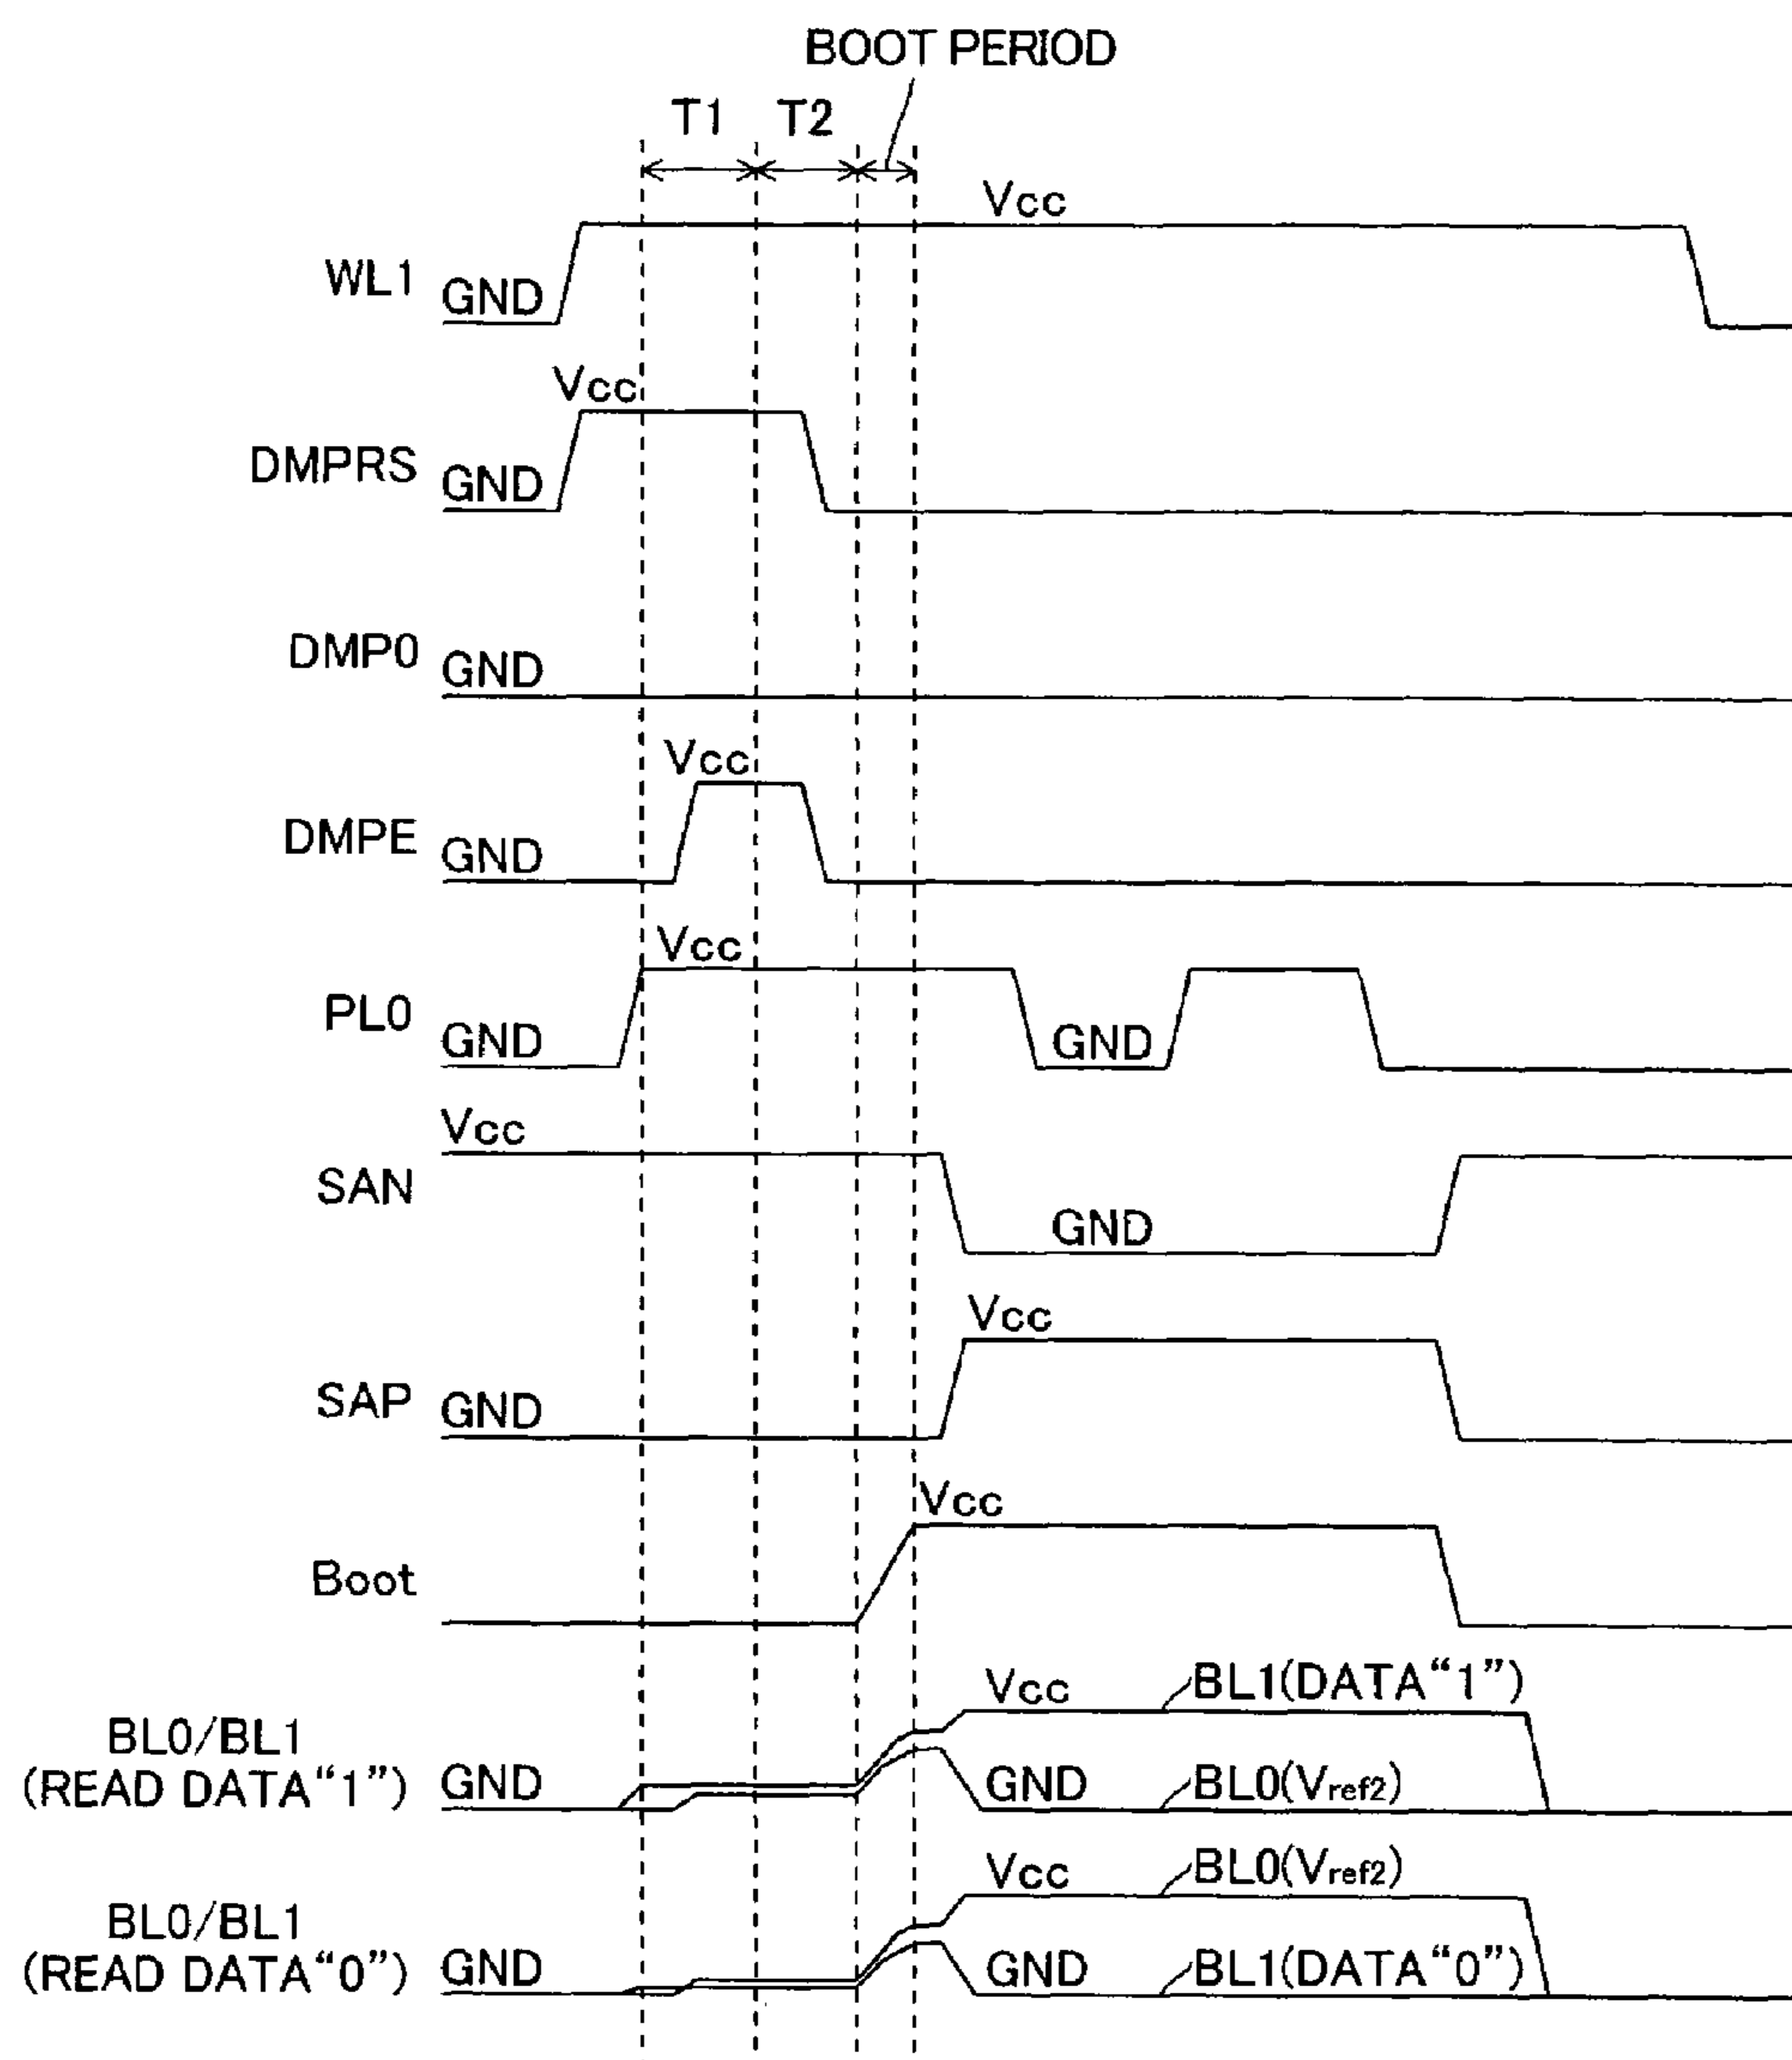 BOOT PERIOD
T1 T2
Vcc
WL1 GND
Vcc
DMPRS GND
DMP0 GND
Vcc
DMPE GND
Vcc
PL0 GND GND
Vcc
SAN GND
Vcc
SAP GND
Vcc
Boot
Vcc BL1(DATA“1”)
BL0/BL1
(READ DATA“1”) GND GND BL0(Vref2)
Vcc BL0(Vref2)
BL0/BL1
(READ DATA“0”) GND GND BL1(DATA“0”)